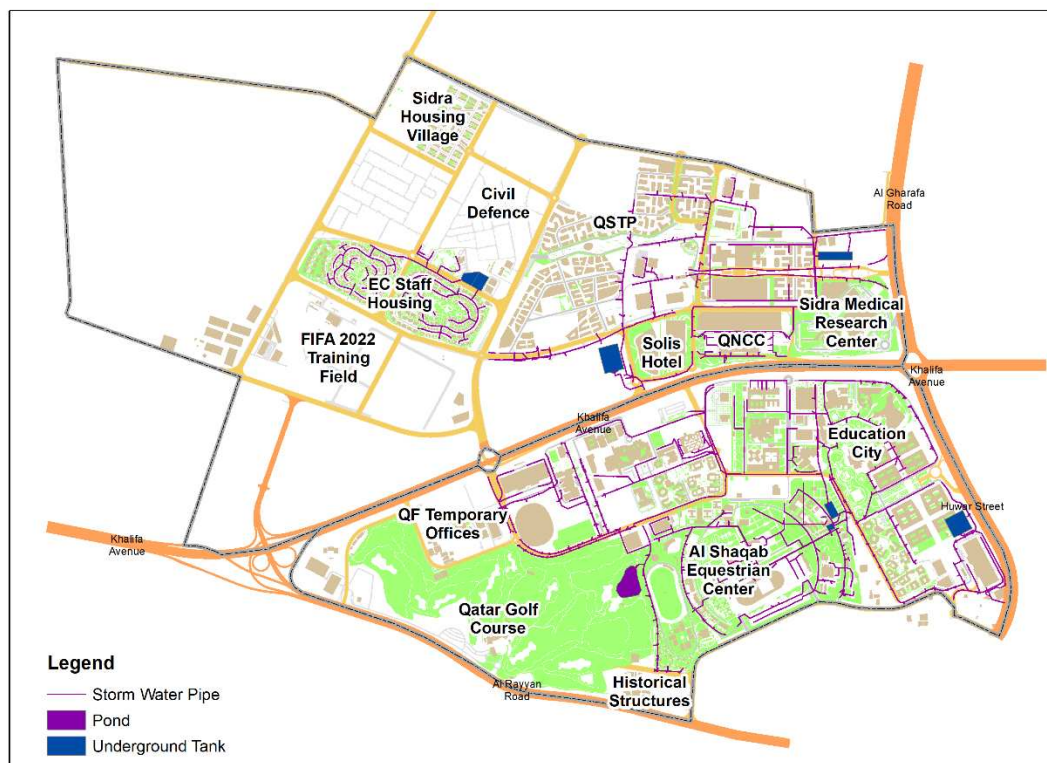 Sidra
Housing
Village
Al Gharafa
Road
Civil
Defence
QSTP
EC Staff
Housing
Sidra Medical
Research
Center
FIFA 2022
Training
Field
Solis
Hotel
QNCC
Khalifa
Avenue
Khalifa
Avenue
Education
City
Huwar Street
QF Temporary
Offices
Khalifa
Avenue
Al Shaqab
Equestrian
Center
Qatar Golf
Course
Al Rayyan
Road
Historical
Structures
Legend
Storm Water Pipe
Pond
Underground Tank